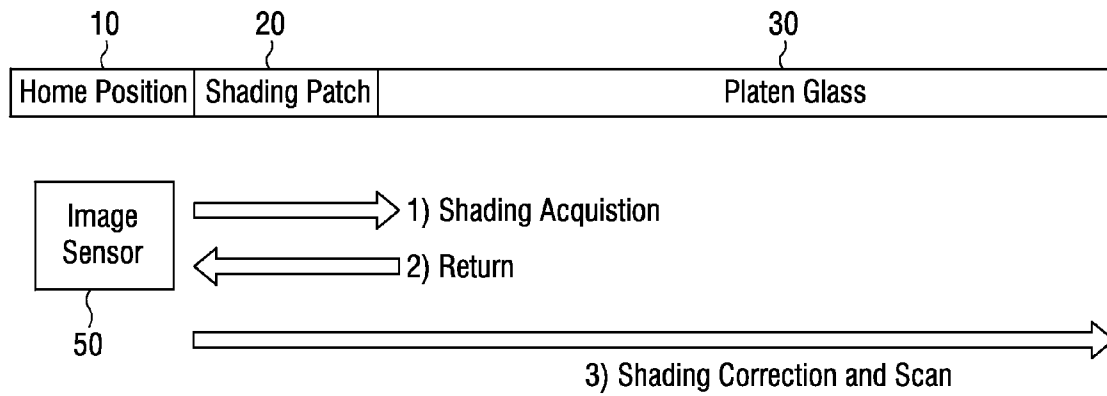 10 20 30
Home Position Shading Patch Platen Glass
Image
Sensor
1) Shading Acquistion
2) Return
50
3) Shading Correction and Scan